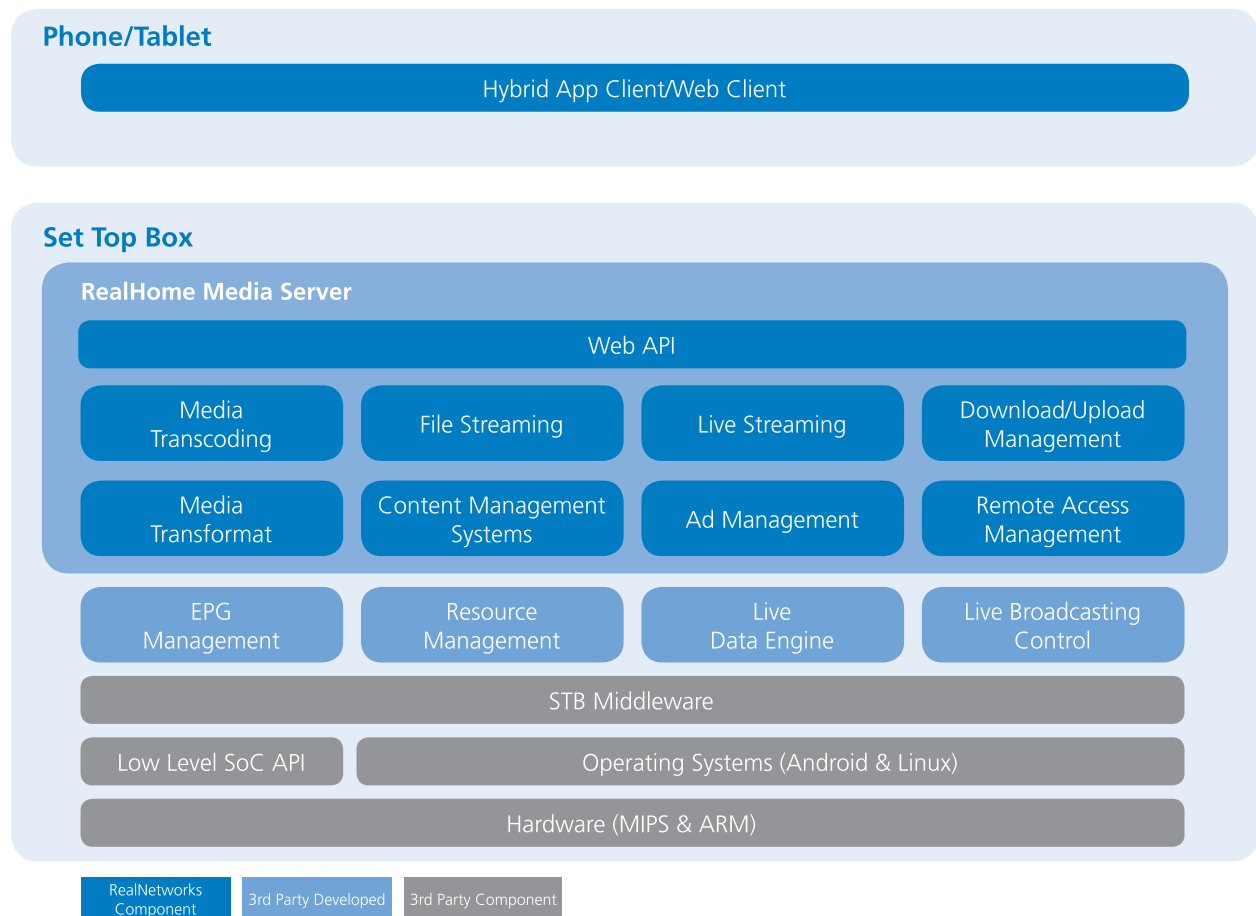 Phone/Tablet
Hybrid App Client/Web Client
Set Top Box
RealHome Media Server
Web API
Media
Transcoding
File Streaming
Live Streaming
Download/Upload
Management
Media
Transformat
Content Management
Systems
Ad Management
Remote Access
Management
EPG
Management
Resource
Management
Live
Data Engine
Live Broadcasting
Control
STB Middleware
Low Level SoC API
Operating Systems (Android & Linux)
Hardware (MIPS & ARM)
RealNetworks
Component
3rd Party Developed
3rd Party Component